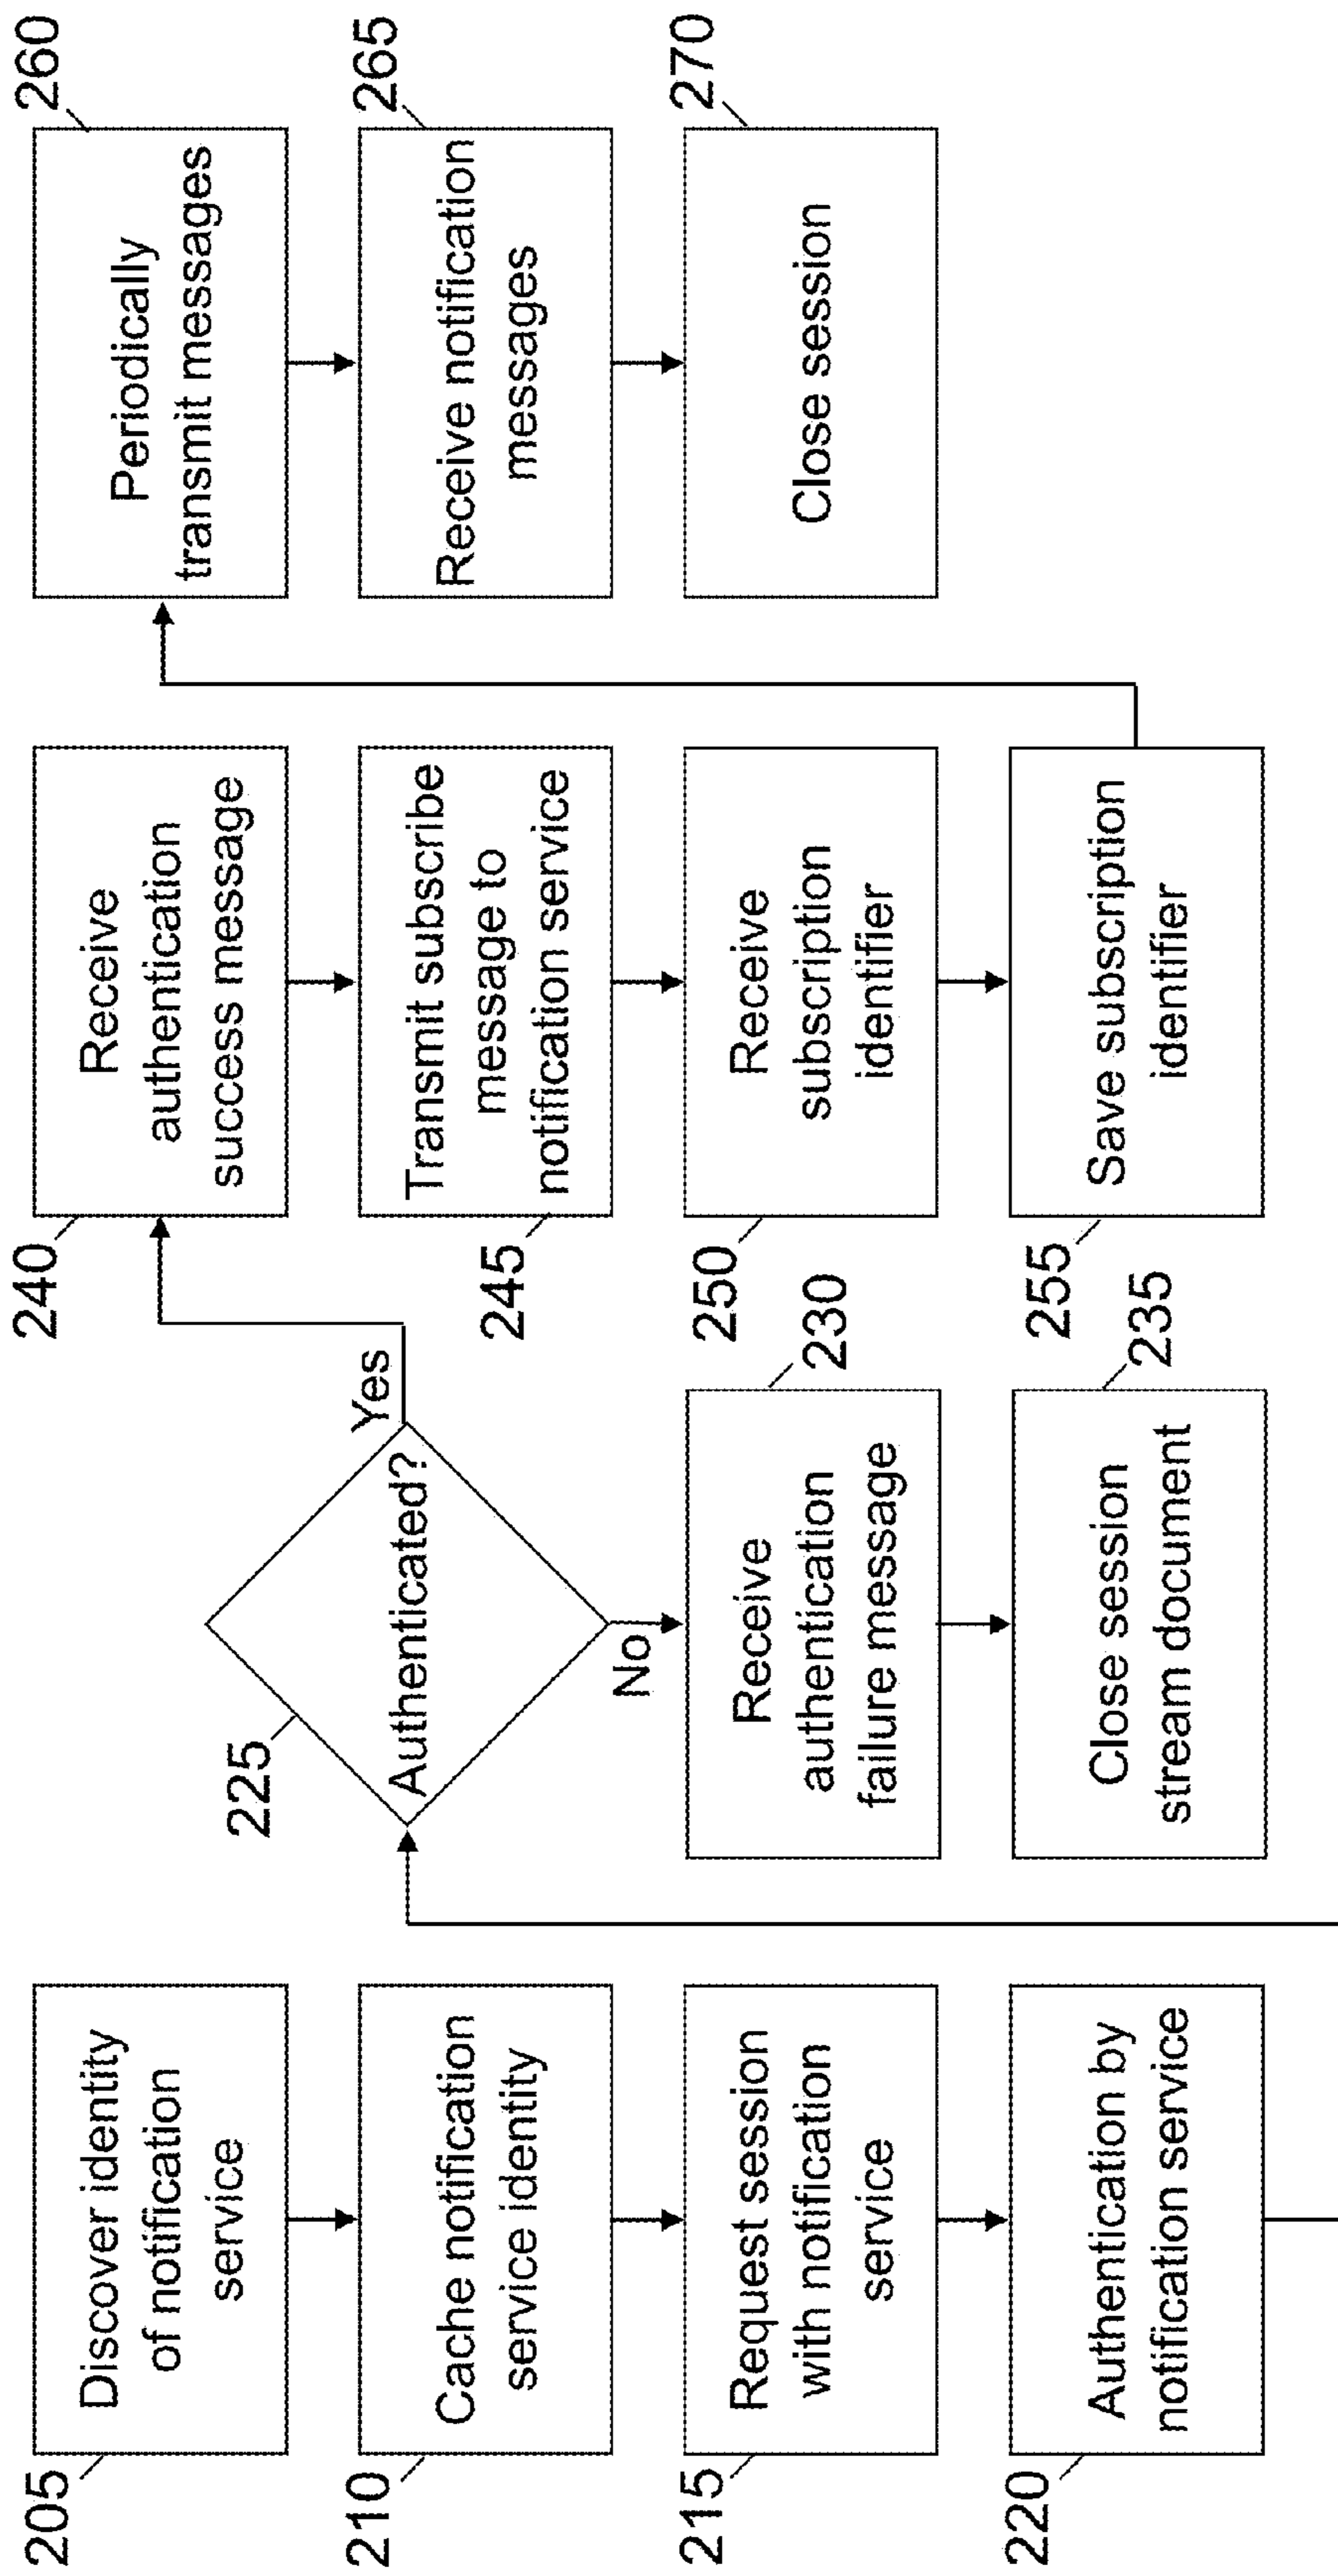 205
Discover identity
of notification
service
210
Cache notification
service identity
215
Request session
with notification
service
220
Authentication by
notification service
225
Authenticated?
Yes
No
Receive
authentication
failure message
230
Close session
stream document
235
240
Receive
authentication
success message
245
Transmit subscribe
message to
notification service
250
Receive
subscription
identifier
255
Save subscription
identifier
260
Periodically
transmit messages
265
Receive notification
messages
270
Close session